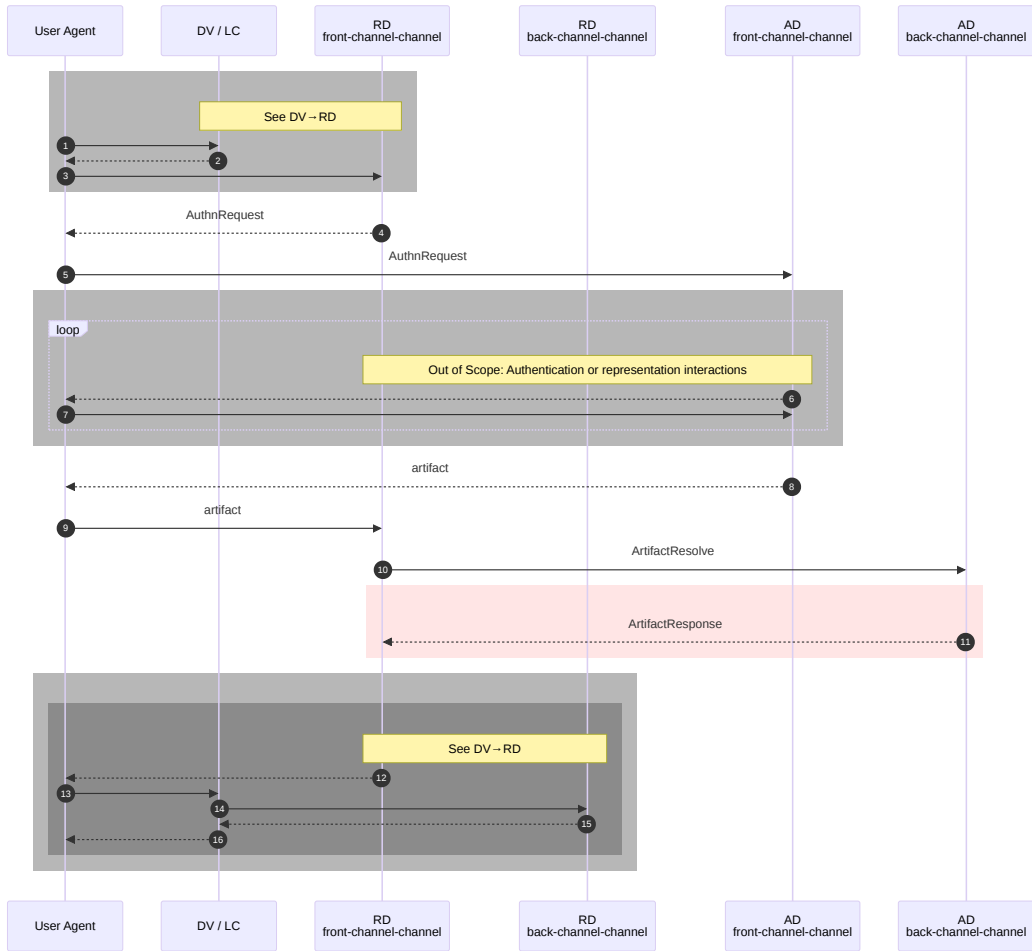 User Agent
DV / LC
RD
front-channel-channel
RD
back-channel-channel
AD
front-channel-channel
AD
back-channel-channel
See DV→RD
1
2
3
AuthnRequest
4
AuthnRequest
5
loop
Out of Scope: Authentication or representation interactions
6
7
artifact
8
artifact
9
ArtifactResolve
10
ArtifactResponse
11
See DV→RD
12
13
14
15
16
User Agent
DV / LC
RD
front-channel-channel
RD
back-channel-channel
AD
front-channel-channel
AD
back-channel-channel